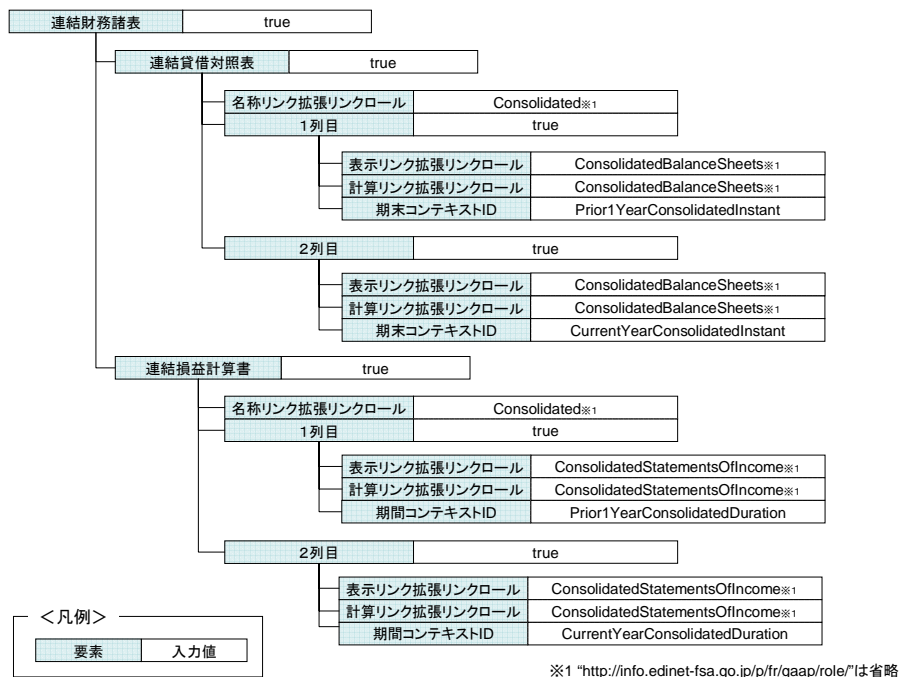 連結財務諸表 true
連結貸借対照表 true
名称リンク拡張リンクロール Consolidated※1
1列目 true
表示リンク拡張リンクロール ConsolidatedBalanceSheets※1
計算リンク拡張リンクロール ConsolidatedBalanceSheets※1
期末コンテキストID Prior1YearConsolidatedInstant
2列目 true
表示リンク拡張リンクロール ConsolidatedBalanceSheets※1
計算リンク拡張リンクロール ConsolidatedBalanceSheets※1
期末コンテキストID CurrentYearConsolidatedInstant
連結損益計算書 true
名称リンク拡張リンクロール Consolidated※1
1列目 true
表示リンク拡張リンクロール ConsolidatedStatementsOfIncome※1
計算リンク拡張リンクロール ConsolidatedStatementsOfIncome※1
期間コンテキストID Prior1YearConsolidatedDuration
2列目 true
表示リンク拡張リンクロール ConsolidatedStatementsOfIncome※1
計算リンク拡張リンクロール ConsolidatedStatementsOfIncome※1
期間コンテキストID CurrentYearConsolidatedDuration
＜凡例＞
要素 入力値
※1 “http://info.edinet-fsa.go.jp/p/fr/gaap/role/”は省略